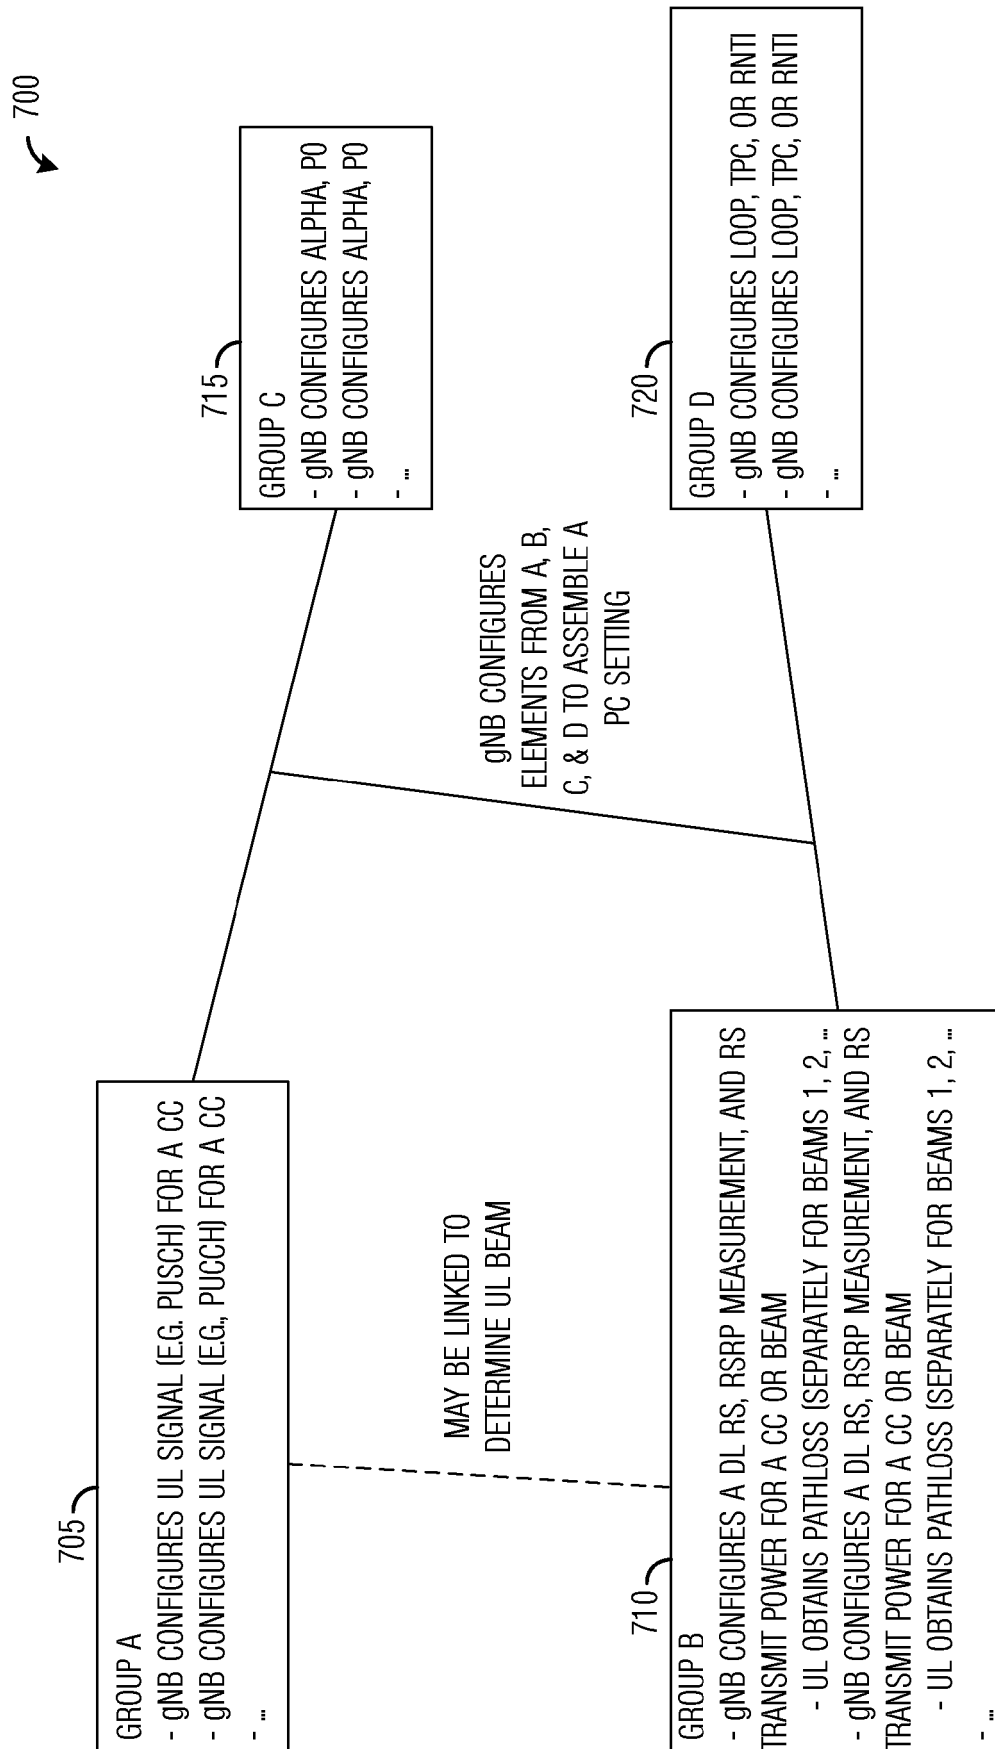 700
705
GROUP A
- gNB CONFIGURES UL SIGNAL (E.G. PUSCH) FOR A CC
- gNB CONFIGURES UL SIGNAL (E.G., PUCCH) FOR A CC
- ...
715
GROUP C
- gNB CONFIGURES ALPHA, P0
- gNB CONFIGURES ALPHA, P0
- ...
MAY BE LINKED TO
DETERMINE UL BEAM
gNB CONFIGURES
ELEMENTS FROM A, B,
C, & D TO ASSEMBLE A
PC SETTING
710
GROUP B
- gNB CONFIGURES A DL RS, RSRP MEASUREMENT, AND RS
TRANSMIT POWER FOR A CC OR BEAM
- UL OBTAINS PATHLOSS (SEPARATELY FOR BEAMS 1, 2, ...
- gNB CONFIGURES A DL RS, RSRP MEASUREMENT, AND RS
TRANSMIT POWER FOR A CC OR BEAM
- UL OBTAINS PATHLOSS (SEPARATELY FOR BEAMS 1, 2, ...
- ...
720
GROUP D
- gNB CONFIGURES LOOP, TPC, OR RNTI
- gNB CONFIGURES LOOP, TPC, OR RNTI
- ...